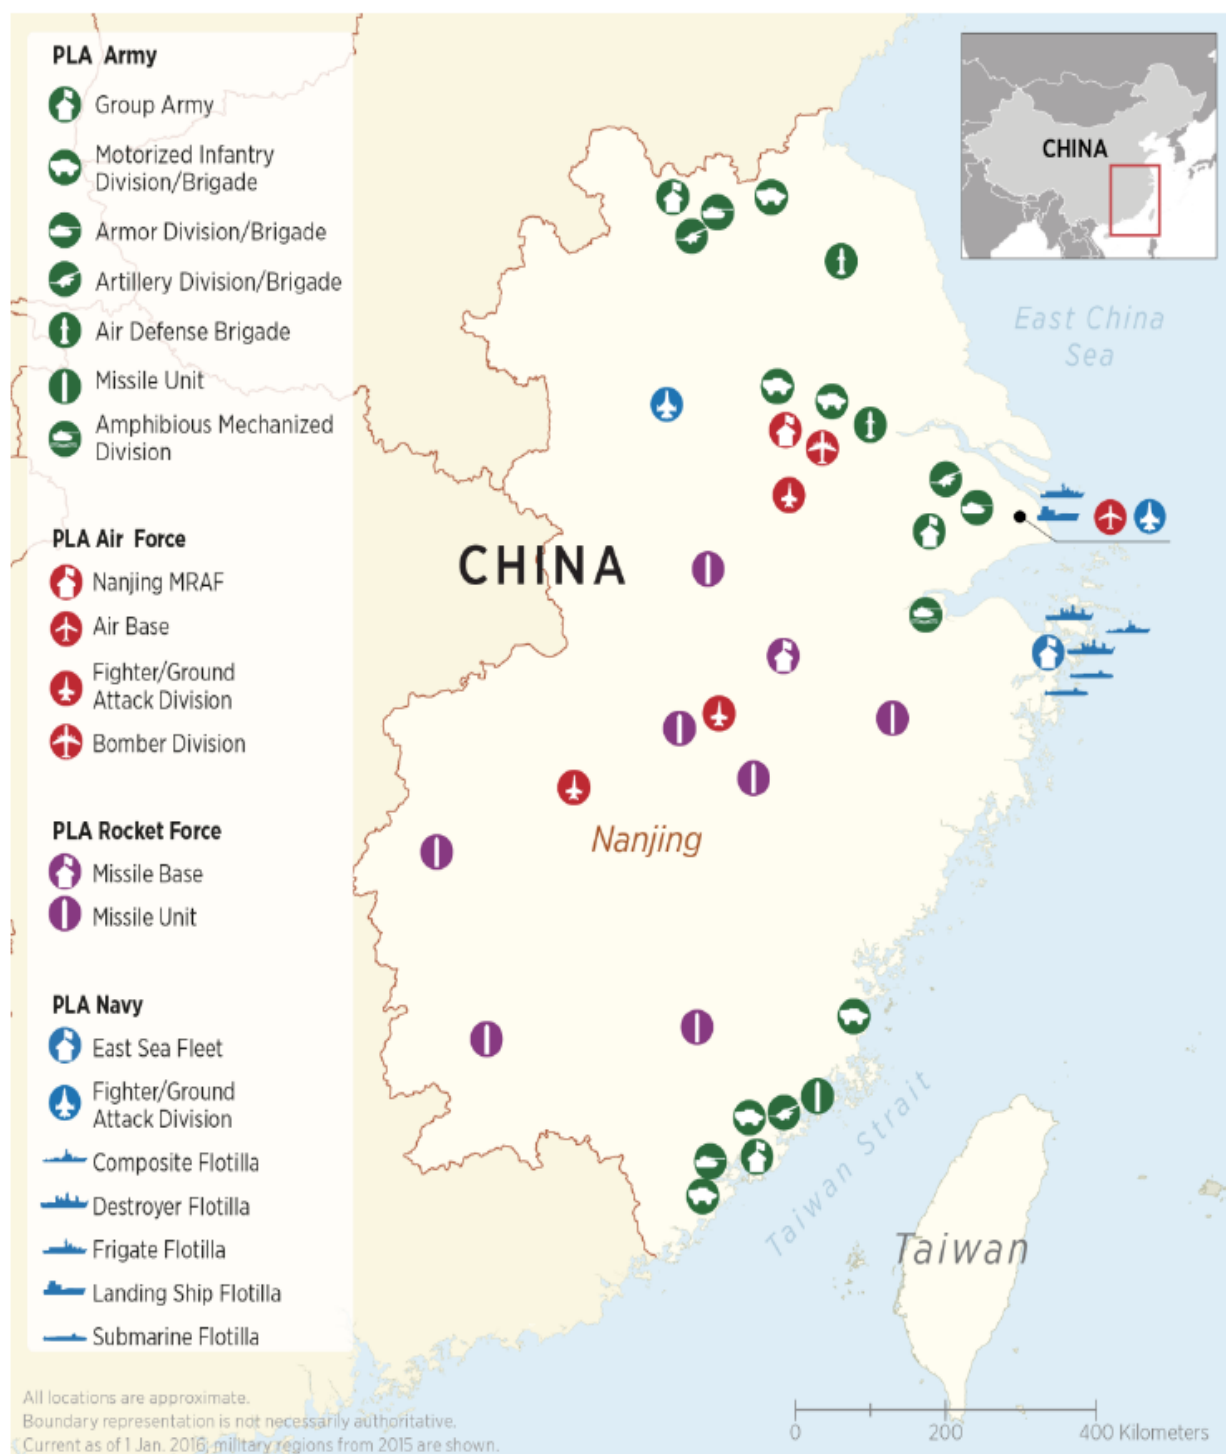 PLA Army
Group Army
Motorized Infantry
Division/Brigade
Armor Division/Brigade
Artillery Division/Brigade
Air Defense Brigade
Missile Unit
Amphibious Mechanized
Division
PLA Air Force
Nanjing MRAF
Air Base
Fighter/Ground
Attack Division
Bomber Division
PLA Rocket Force
Missile Base
Missile Unit
PLA Navy
East Sea Fleet
Fighter/Ground
Attack Division
Composite Flotilla
Destroyer Flotilla
Frigate Flotilla
Landing Ship Flotilla
Submarine Flotilla
All locations are approximate.
Boundary representation is not necessarily authoritative.
Current as of 1 Jan. 2016; military regions from 2015 are shown.
CHINA
East China
Sea
CHINA
Nanjing
Taiwan Strait
Taiwan
0 200 400 Kilometers